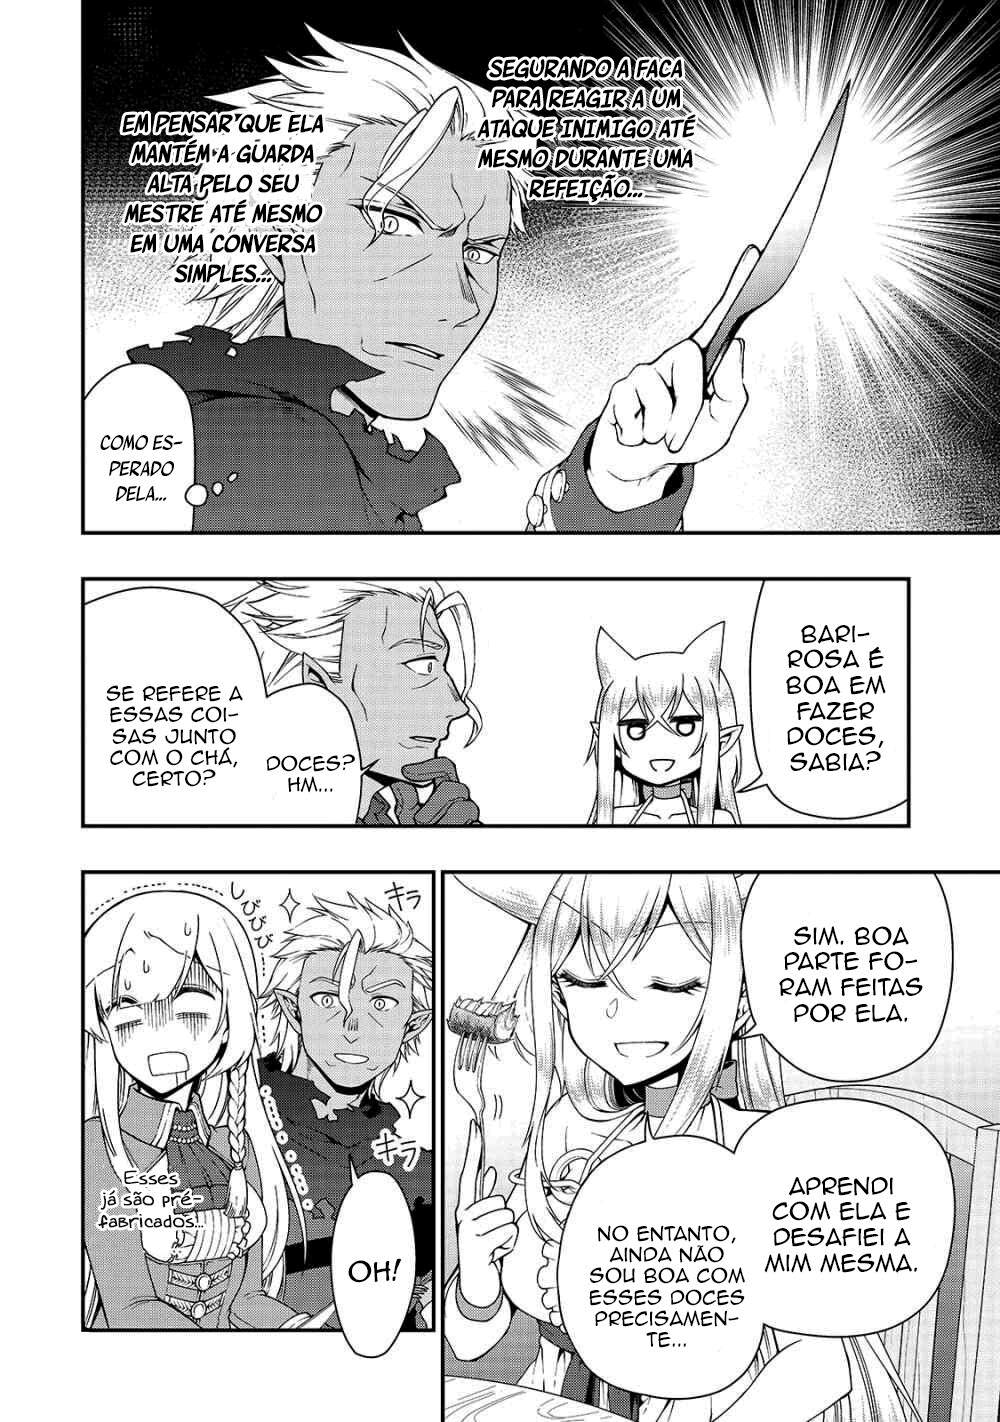 SEGURANDO A FACA
PARA REAGIR A UM
ATAQUE INIMIGO ATÉ
MESMO DURANTE UMA
REFEIÇÃO...
EM PENSAR QUE ELA
MANTÉM A GUARDA
ALTA PELO SEU
MESTRE ATÉ MESMO
EM UMA CONVERSA
SIMPLES...
COMO ES-
PERADO
DELA...
BARI-
ROSA É
BOA EM
FAZER
DOCES,
SABIA?
DOCES?
HM...
SE REFERE A
ESSAS COI-
SAS JUNTO
COM O CHÁ,
CERTO?
SIM. BOA
PARTE FO-
RAM FEITAS
POR ELA.
APRENDI
COM ELA E
DESAFIEI A
MIM MESMA.
NO ENTANTO,
AINDA NÃO
SOU BOA COM
ESSES DOCES
PRECISAMEN-
TE...
キラ
キラ
OH!
しびびび
Esses
já são pré-
fabricados...